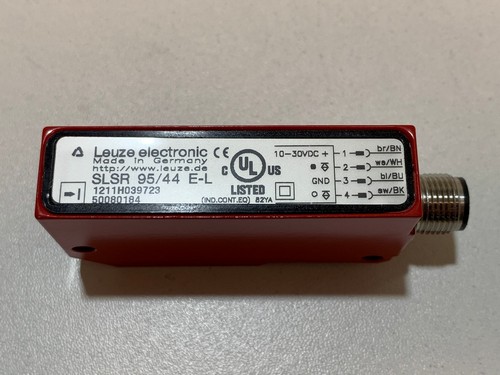 Leuze electronic CE
Made in Germany
www.leuze.de
SLSR 95/44 E-L
1211H039723
50080184
C UL US
LISTED
(IND.CONT.EQ) 82YA
10-30VDC + 1 br/BN
2 ws/WH
GND 3 bl/BU
4 sw/BK